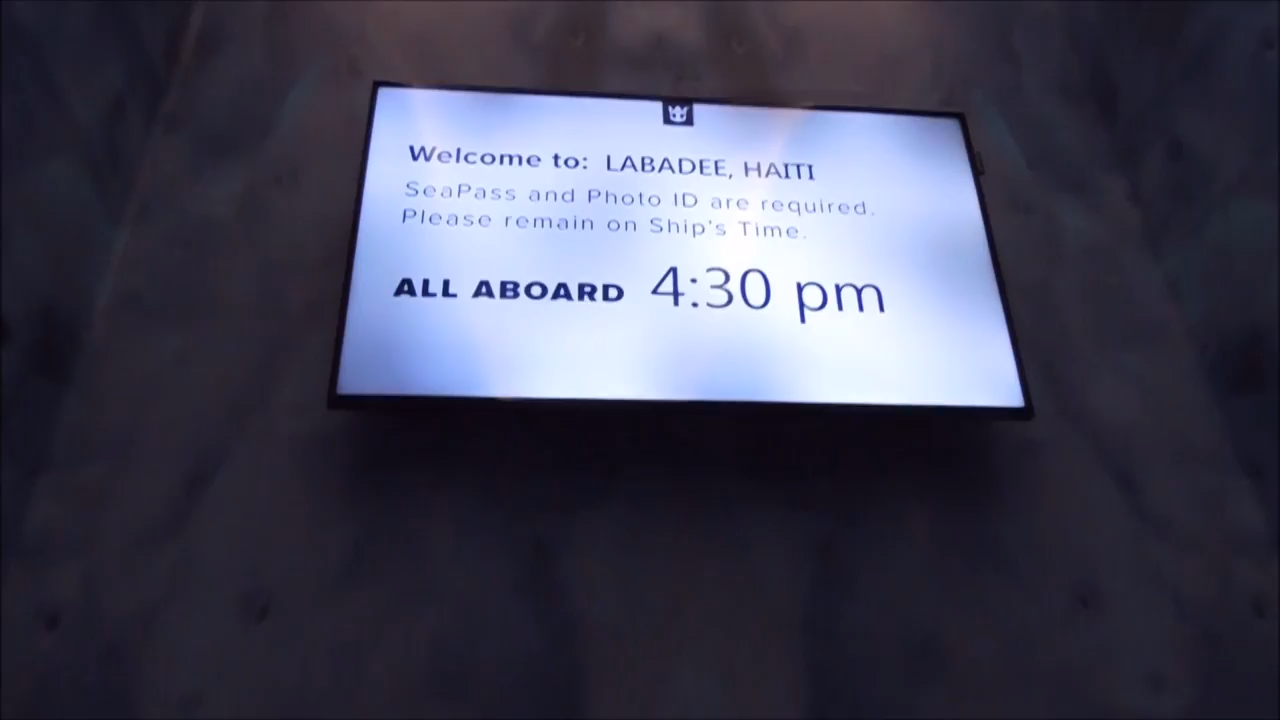 Welcome to: LABADEE, HAITI
SeaPass and Photo ID are required.
Please remain on Ship's Time.
ALL ABOARD 4:30 pm